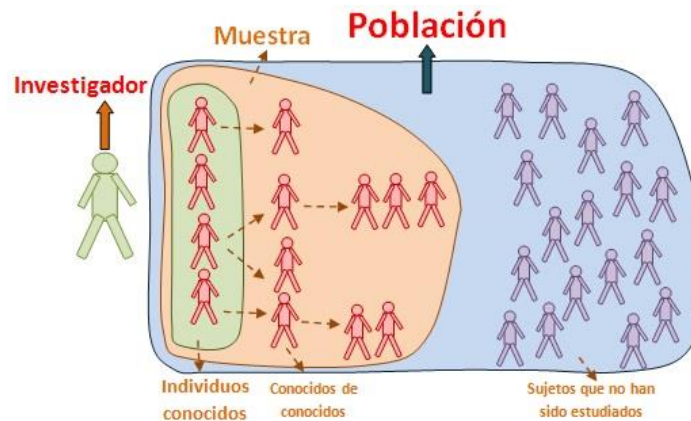 Población
Muestra
Investigador
Individuos
conocidos
Conocidos de
conocidos
Sujetos que no han
sido estudiados